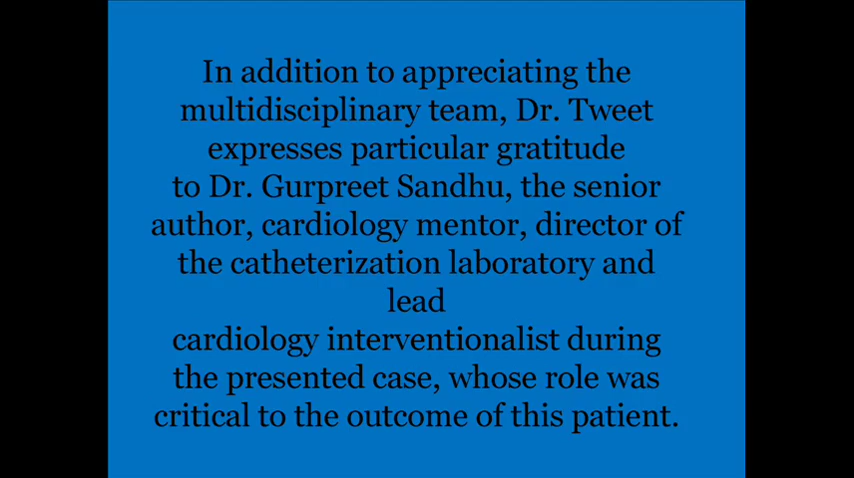 In addition to appreciating the
multidisciplinary team, Dr. Tweet
expresses particular gratitude
to Dr. Gurpreet Sandhu, the senior
author, cardiology mentor, director of
the catheterization laboratory and
lead
cardiology interventionalist during
the presented case, whose role was
critical to the outcome of this patient.